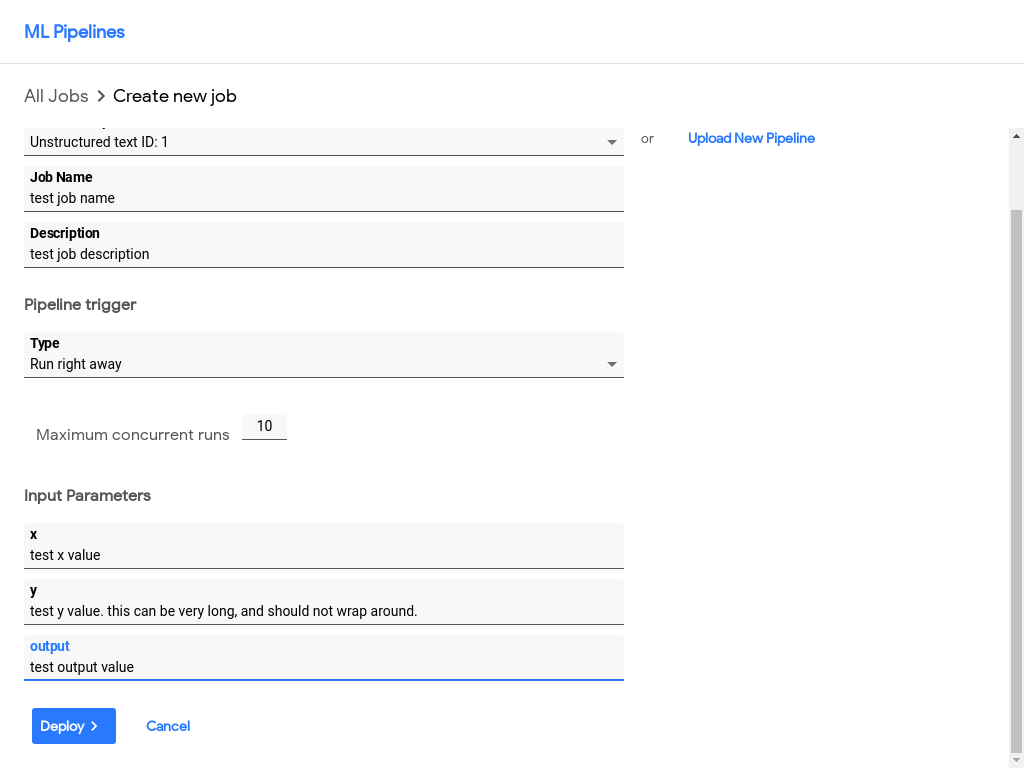 ML Pipelines
All Jobs > Create new job
Unstructured text ID: 1
or
Upload New Pipeline
Job Name
test job name
Description
test job description
Pipeline trigger
Type
Run right away
Maximum concurrent runs 10
Input Parameters
x
test x value
y
test y value. this can be very long, and should not wrap around.
output
test output value
Deploy >
Cancel